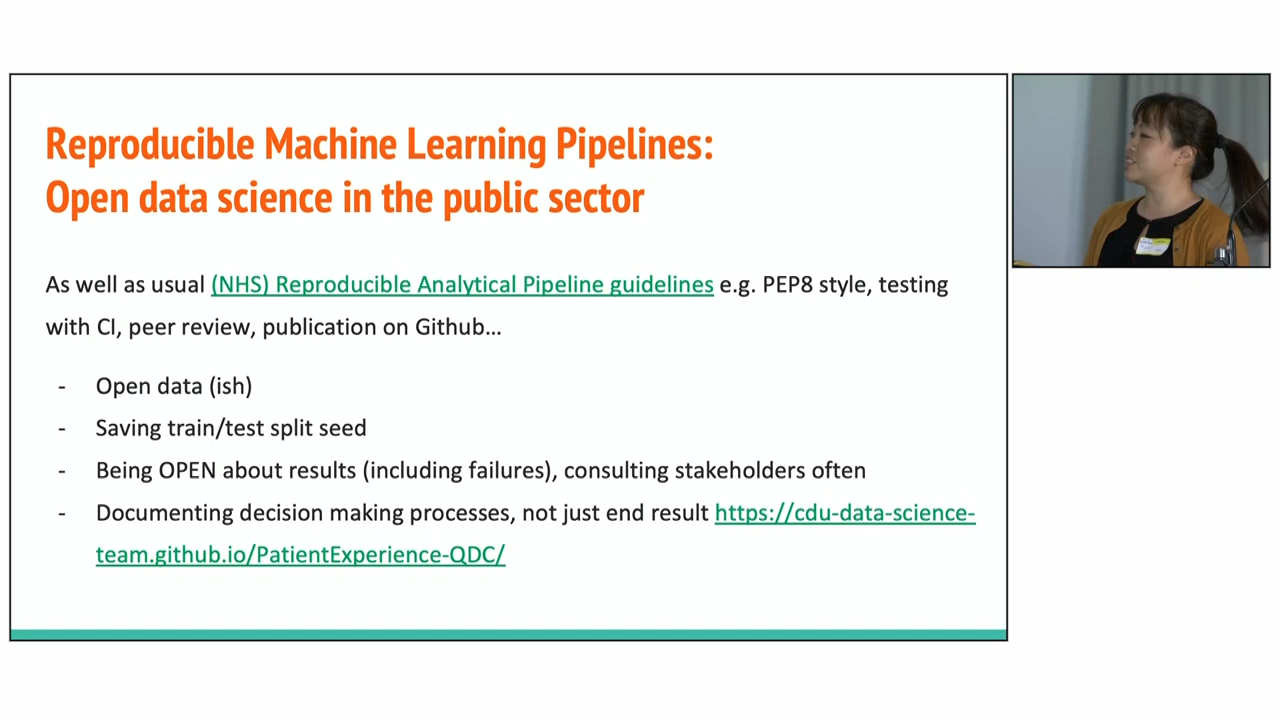 Reproducible Machine Learning Pipelines:
Open data science in the public sector
As well as usual (NHS) Reproducible Analytical Pipeline guidelines e.g. PEP8 style, testing
with CI, peer review, publication on Github...
- Open data (ish)
- Saving train/test split seed
- Being OPEN about results (including failures), consulting stakeholders often
- Documenting decision making processes, not just end result https://cdu-data-science-
team.github.io/PatientExperience-QDC/